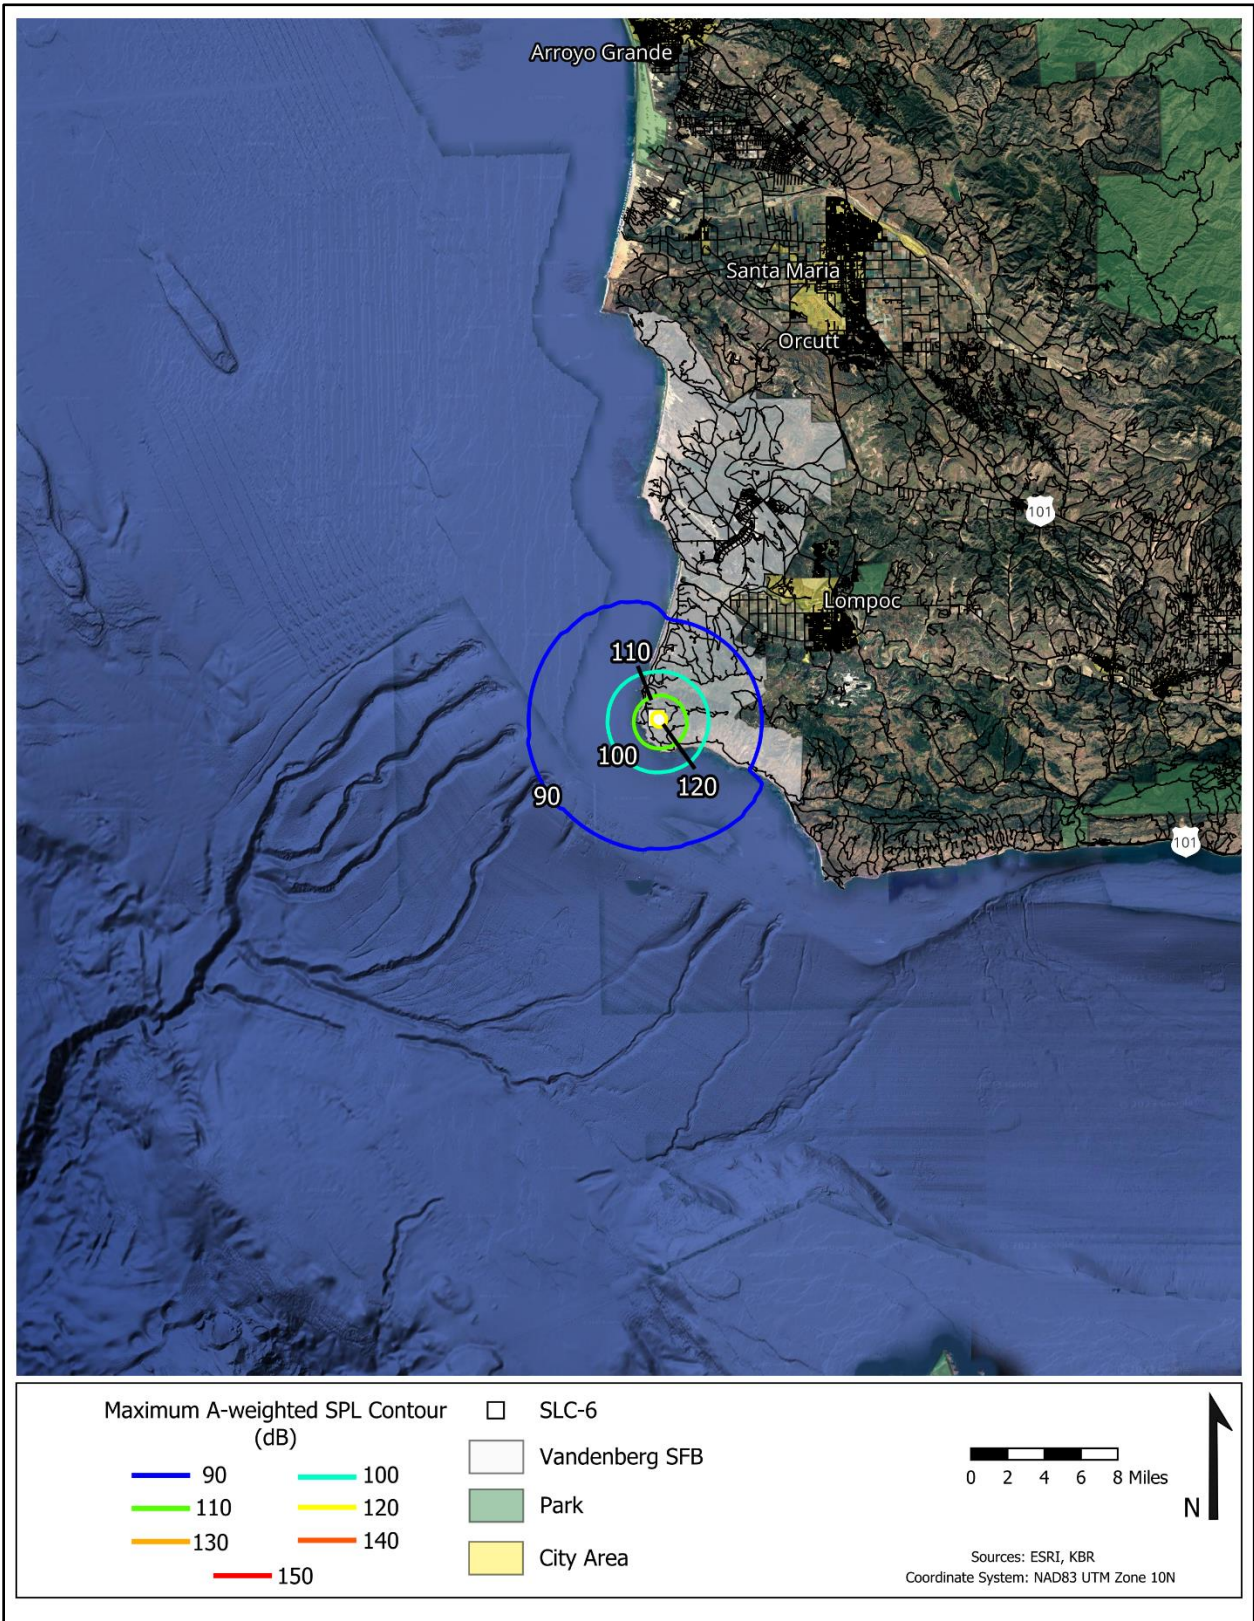 Arroyo Grande
Santa Maria
Orcutt
101
Lompoc
110
100
120
90
101
Maximum A-weighted SPL Contour
(dB)
90
100
110
120
130
140
150
SLC-6
Vandenberg SFB
Park
City Area
0 2 4 6 8 Miles
N
Sources: ESRI, KBR
Coordinate System: NAD83 UTM Zone 10N